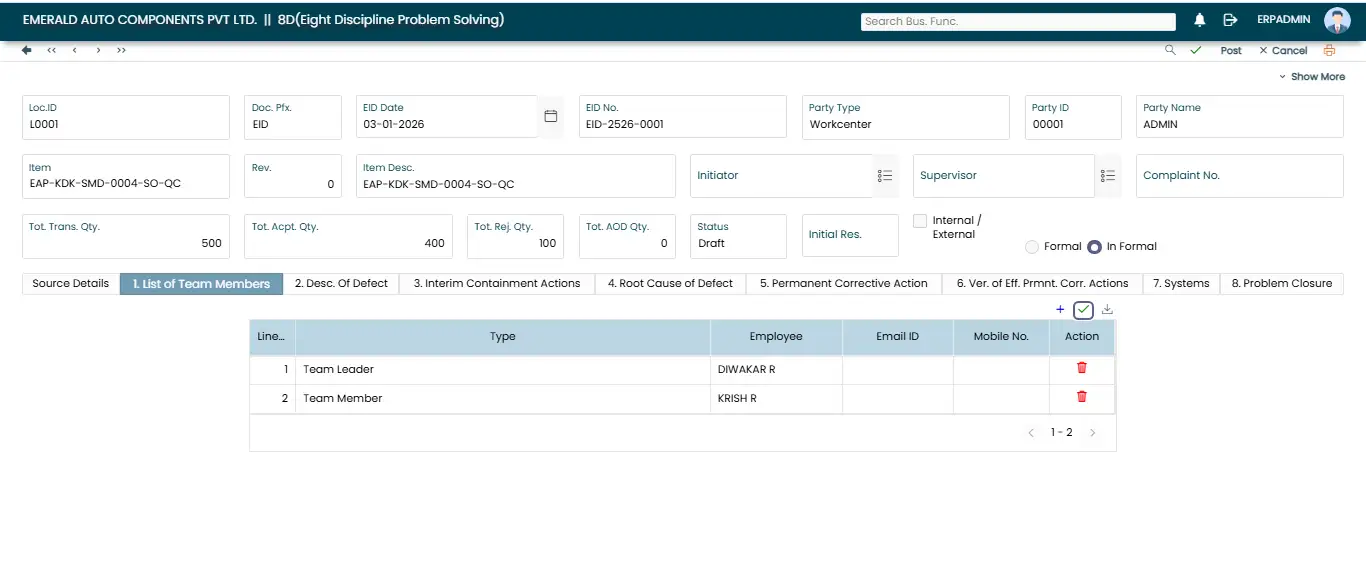 EMERALD AUTO COMPONENTS PVT LTD. || 8D(Eight Discipline Problem Solving)
Search Bus. Func.
ERPADMIN
Post
Cancel
Show More
Loc.ID
L0001
Doc. Pfx.
EID
EID Date
03-01-2026
EID No.
EID-2526-0001
Party Type
Workcenter
Party ID
00001
Party Name
ADMIN
Item
EAP-KDK-SMD-0004-SO-QC
Rev.
0
Item Desc.
EAP-KDK-SMD-0004-SO-QC
Initiator
Supervisor
Complaint No.
Tot. Trans. Qty.
500
Tot. Acpt. Qty.
400
Tot. Rej. Qty.
100
Tot. AOD Qty.
0
Status
Draft
Initial Res.
Internal /
External
Formal
In Formal
Source Details
1. List of Team Members
2. Desc. Of Defect
3. Interim Containment Actions
4. Root Cause of Defect
5. Permanent Corrective Action
6. Ver. of Eff. Prmnt. Corr. Actions
7. Systems
8. Problem Closure
Line... Type Employee Email ID Mobile No. Action
1 Team Leader DIWAKAR R
2 Team Member KRISH R
1 - 2